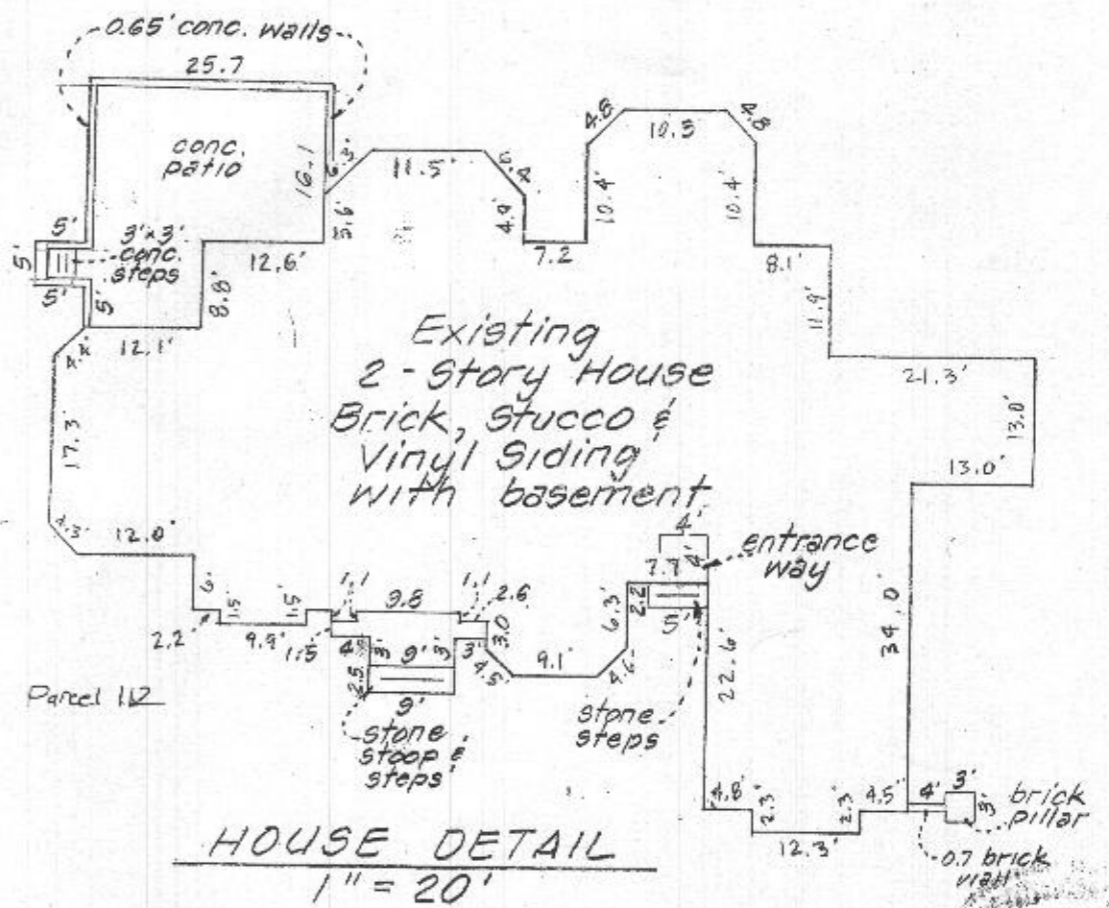 0.65' conc. walls
25.7
conc.
patio
16.1
6.3'
11.5'
4.8
10.3
4.8
5.6'
4.9'
10.4'
10.4'
5'
3'x3'
conc.
steps
5'
5'
5'
12.6'
8.8'
12.1'
7.2
8.1'
11.9'
21.3'
13.0'
13.0'
Existing
2-Story House
Brick, Stucco &
Vinyl Siding
with basement
17.3'
4.3'
12.0'
6'
2.2'
1.5'
9.9'
1.5'
1.5
1.1
9.8
1.1
2.6
4'
3'
9'
3'
3'
3.0
2.5
9'
stone
stoop &
steps
4.5'
9.1'
4.6'
6.3'
2.2
7.7
4'
entrance
way
5'
stone
steps
22.6'
34.0'
4.8'
2.3'
12.3'
2.3'
4.5'
4'
3'
3'
brick
pillar
0.7 brick
wall
Parcel 112
HOUSE DETAIL
1" = 20'